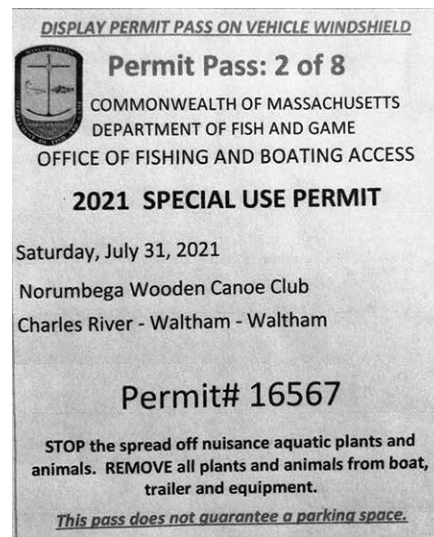 DISPLAY PERMIT PASS ON VEHICLE WINDSHIELD
Permit Pass: 2 of 8
COMMONWEALTH OF MASSACHUSETTS
DEPARTMENT OF FISH AND GAME
OFFICE OF FISHING AND BOATING ACCESS
2021 SPECIAL USE PERMIT
Saturday, July 31, 2021
Norumbega Wooden Canoe Club
Charles River - Waltham - Waltham
Permit# 16567
STOP the spread off nuisance aquatic plants and
animals. REMOVE all plants and animals from boat,
trailer and equipment.
This pass does not guarantee a parking space.